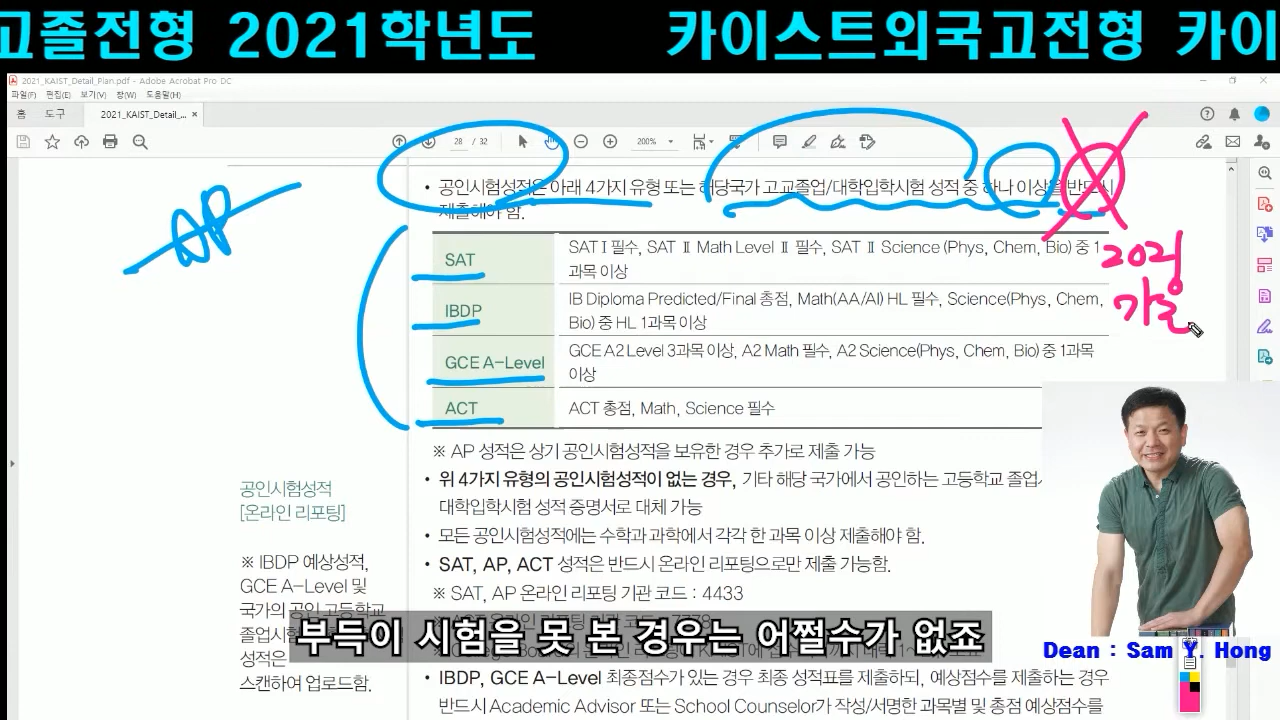 고졸전형 2021학년도 카이스트외국고전형 카이
2021_KAIST_Detail_Plan.pdf - Adobe Acrobat Pro DC
파일(F) 편집(E) 보기(V) 창(W) 도움말(H)
홈 도구 2021_KAIST_Detail_... ×
28 / 32 200%
• 공인시험성적은 아래 4가지 유형 또는 해당국가 고교졸업/대학입학시험 성적 중 하나 이상을 반드시
제출해야 함.
AP
SAT
SAT I 필수, SAT Ⅱ Math Level Ⅱ 필수, SAT Ⅱ Science (Phys, Chem, Bio) 중 1
과목 이상
2021
가을
IBDP
IB Diploma Predicted/Final 총점, Math(AA/AI) HL 필수, Science(Phys, Chem,
Bio) 중 HL 1과목 이상
GCE A-Level
GCE A2 Level 3과목 이상, A2 Math 필수, A2 Science(Phys, Chem, Bio) 중 1과목
이상
ACT
ACT 총점, Math, Science 필수
※ AP 성적은 상기 공인시험성적을 보유한 경우 추가로 제출 가능
• 위 4가지 유형의 공인시험성적이 없는 경우, 기타 해당 국가에서 공인하는 고등학교 졸업
대학입학시험 성적 증명서로 대체 가능
• 모든 공인시험성적에는 수학과 과학에서 각각 한 과목 이상 제출해야 함.
• SAT, AP, ACT 성적은 반드시 온라인 리포팅으로만 제출 가능함.
※ SAT, AP 온라인 리포팅 기관 코드 : 4433
공인시험성적
[온라인 리포팅]
※ IBDP 예상성적,
GCE A-Level 및
국가의 공인 고등학교
졸업시험
성적은
스캔하여 업로드함.
부득이 시험을 못 본 경우는 어쩔수가 없죠
Dean : Sam Y. Hong
• IBDP, GCE A-Level 최종점수가 있는 경우 최종 성적표를 제출하되, 예상점수를 제출하는 경우
반드시 Academic Advisor 또는 School Counselor가 작성/서명한 과목별 및 총점 예상점수를